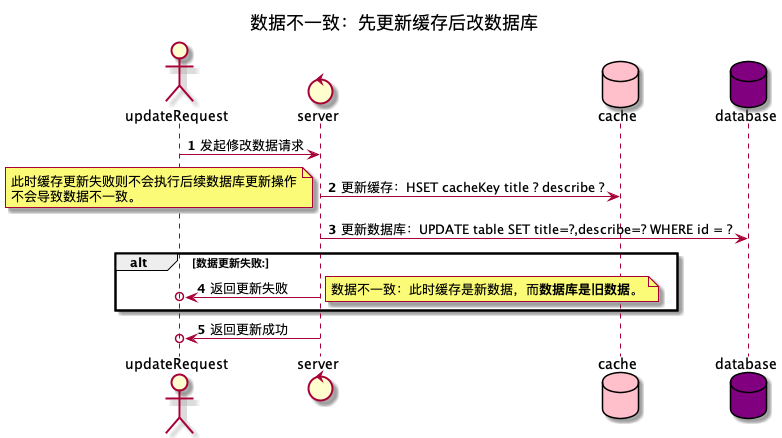 数据不一致：先更新缓存后改数据库
updateRequest
server
cache
database
1 发起修改数据请求
此时缓存更新失败则不会执行后续数据库更新操作
不会导致数据不一致。
2 更新缓存：HSET cacheKey title ? describe ?
3 更新数据库：UPDATE table SET title=?,describe=? WHERE id = ?
alt [数据更新失败:]
4 返回更新失败
数据不一致：此时缓存是新数据，而数据库是旧数据。
5 返回更新成功
updateRequest
server
cache
database